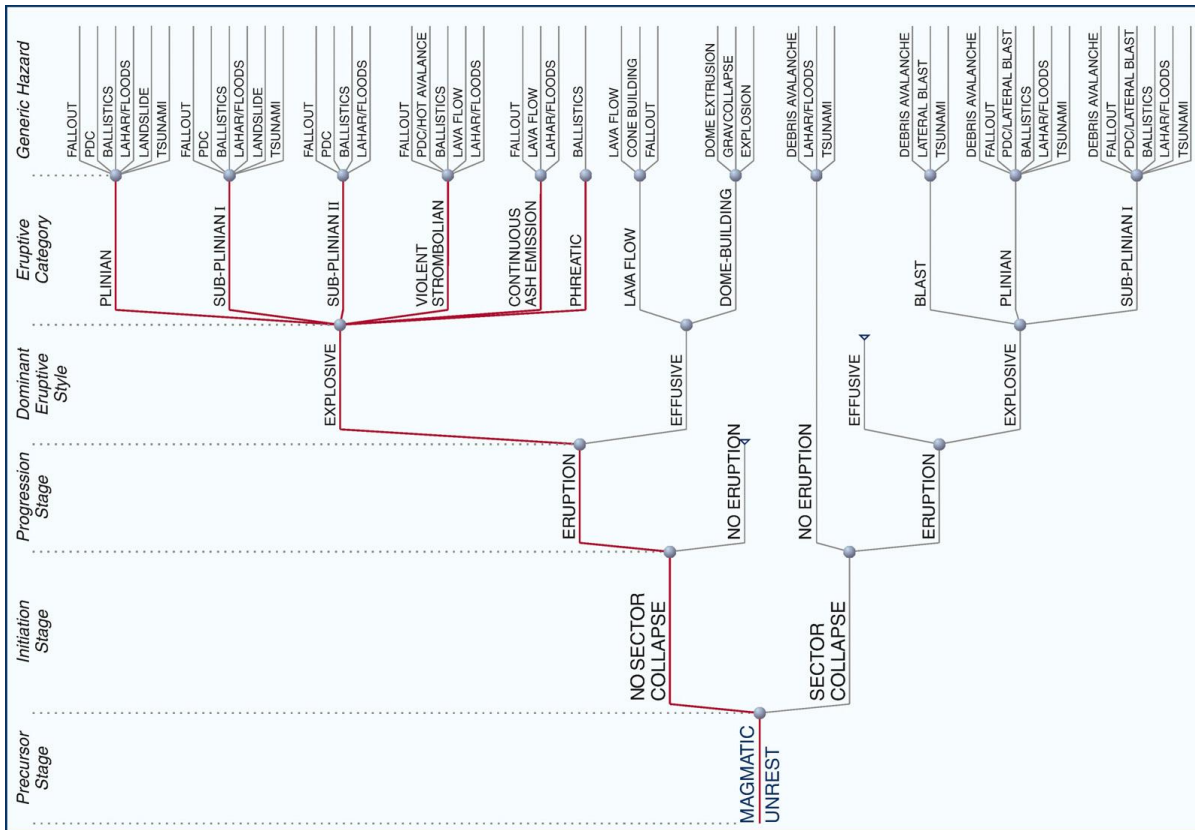 Precursor
Stage
Initiation
Stage
Progression
Stage
Dominant
Eruptive
Style
Eruptive
Category
Generic Hazard
MAGMATIC
UNREST
NO SECTOR
COLLAPSE
SECTOR
COLLAPSE
ERUPTION
NO ERUPTION
NO ERUPTION
ERUPTION
EXPLOSIVE
EFFUSIVE
EFFUSIVE
EXPLOSIVE
PLINIAN
SUB-PLINIAN I
SUB-PLINIAN II
VIOLENT
STROMBOLIAN
CONTINUOUS
ASH EMISSION
PHREATIC
LAVA FLOW
DOME-BUILDING
BLAST
PLINIAN
SUB-PLINIAN I
FALLOUT
PDC
BALLISTICS
LAHAR/FLOODS
LANDSLIDE
TSUNAMI
FALLOUT
PDC
BALLISTICS
LAHAR/FLOODS
LANDSLIDE
TSUNAMI
FALLOUT
PDC
BALLISTICS
LAHAR/FLOODS
FALLOUT
PDC/HOT AVALANCE
BALLISTICS
LAVA FLOW
LAHAR/FLOODS
FALLOUT
LAVA FLOW
LAHAR/FLOODS
BALLISTICS
LAVA FLOW
CONE BUILDING
FALLOUT
DOME EXTRUSION
GRAVCOLLAPSE
EXPLOSION
DEBRIS AVALANCHE
LAHAR/FLOODS
TSUNAMI
DEBRIS AVALANCHE
LATERAL BLAST
TSUNAMI
DEBRIS AVALANCHE
FALLOUT
PDC/LATERAL BLAST
BALLISTICS
LAHAR/FLOODS
TSUNAMI
DEBRIS AVALANCHE
FALLOUT
PDC/LATERAL BLAST
BALLISTICS
LAHAR/FLOODS
TSUNAMI